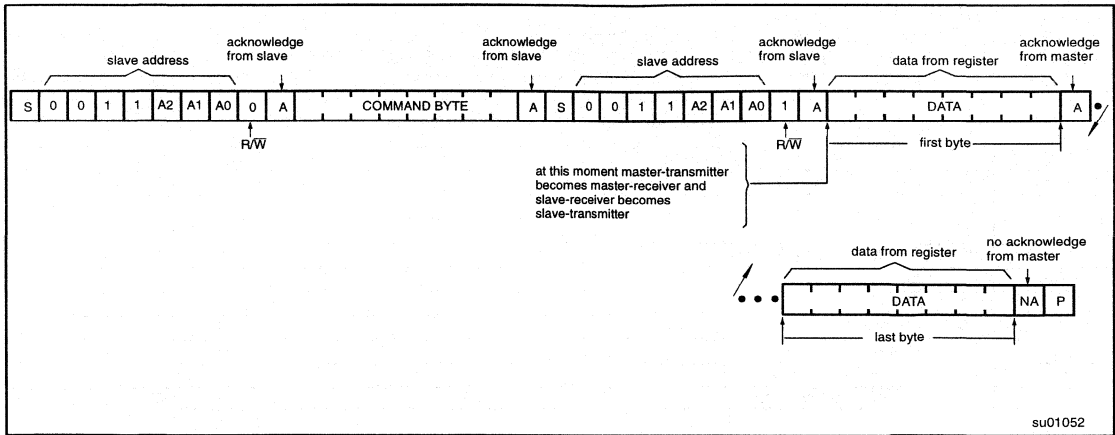 acknowledge from slave
acknowledge from slave
acknowledge from slave
acknowledge from master
slave address
slave address
data from register
S 0 0 1 1 A2 A1 A0 0 A COMMAND BYTE A S 0 0 1 1 A2 A1 A0 1 A DATA A
R/W̅
R/W̅
first byte
at this moment master-transmitter
becomes master-receiver and
slave-receiver becomes
slave-transmitter
data from register
no acknowledge
from master
DATA NA P
last byte
su01052